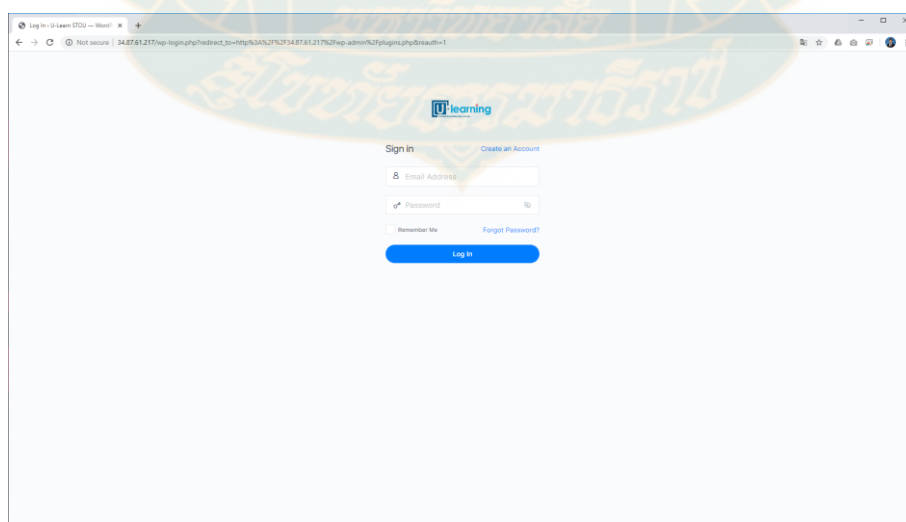 Log In ‹ U-Learn STOU — WordP
Not secure | 34.87.61.217/wp-login.php?redirect_to=http%3A%2F%2F34.87.61.217%2Fwp-admin%2Fplugins.php&reauth=1
U learning
Sign in
Create an Account
Email Address
Password
Remember Me
Forgot Password?
Log In